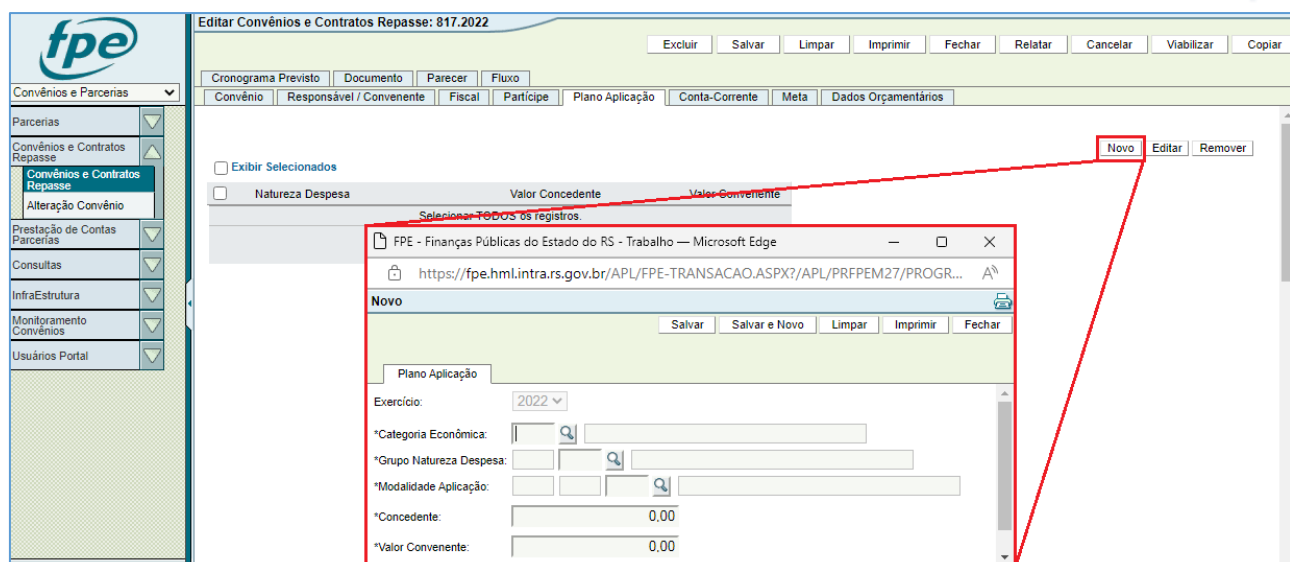 fpe
Convênios e Parcerias
Parcerias
Convênios e Contratos
Repasse
Convênios e Contratos
Repasse
Alteração Convênio
Prestação de Contas
Parcerias
Consultas
InfraEstrutura
Monitoramento
Convênios
Usuários Portal
Editar Convênios e Contratos Repasse: 817.2022
Excluir Salvar Limpar Imprimir Fechar Relatar Cancelar Viabilizar Copiar
Cronograma Previsto Documento Parecer Fluxo
Convênio Responsável / Convenente Fiscal Partícipe Plano Aplicação Conta-Corrente Meta Dados Orçamentários
Novo Editar Remover
Exibir Selecionados
Natureza Despesa Valor Concedente Valor Convenente
Selecionar TODOS os registros.
FPE - Finanças Públicas do Estado do RS - Trabalho — Microsoft Edge
https://fpe.hml.intra.rs.gov.br/APL/FPE-TRANSACAO.ASPX?/APL/PRFPEM27/PROGR...
Novo
Salvar Salvar e Novo Limpar Imprimir Fechar
Plano Aplicação
Exercício: 2022
*Categoria Econômica:
*Grupo Natureza Despesa:
*Modalidade Aplicação:
*Concedente: 0,00
*Valor Convenente: 0,00